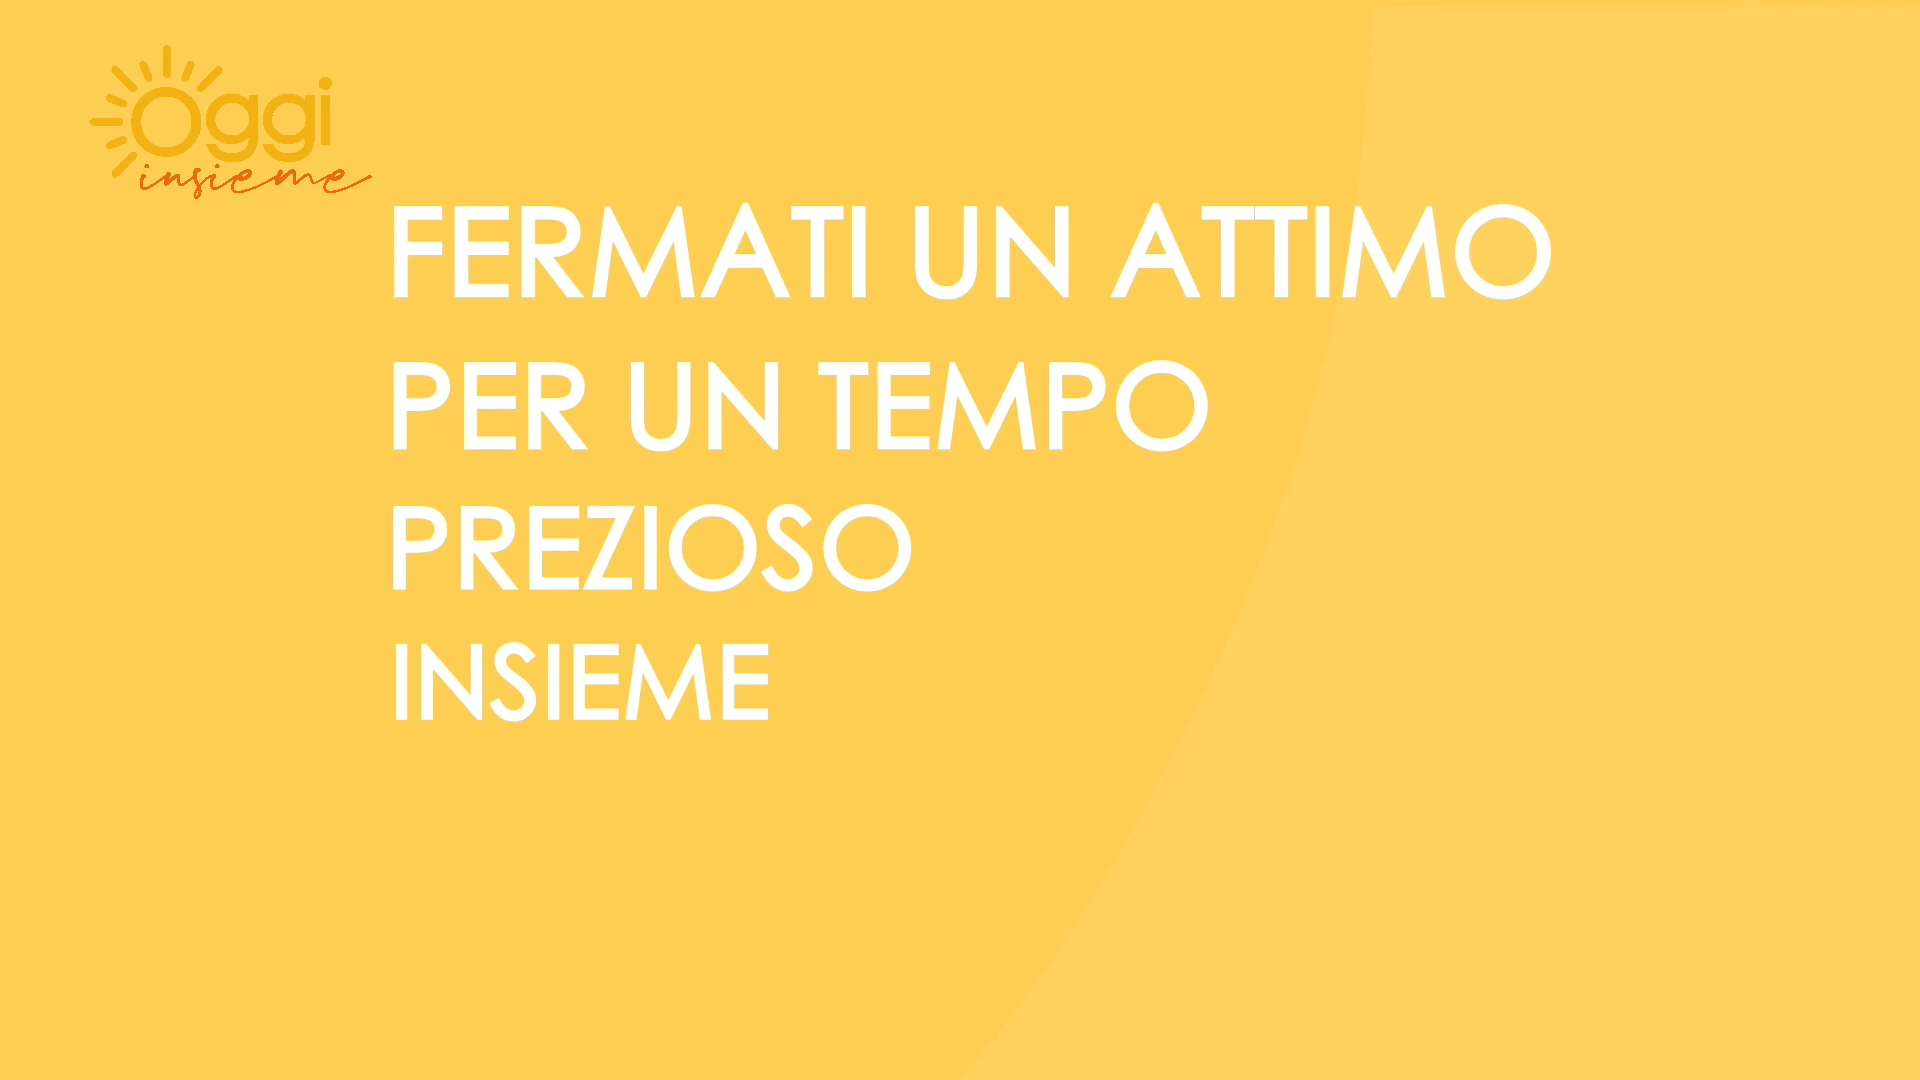 Oggi
insieme
FERMATI UN ATTIMO
PER UN TEMPO
PREZIOSO
INSIEME